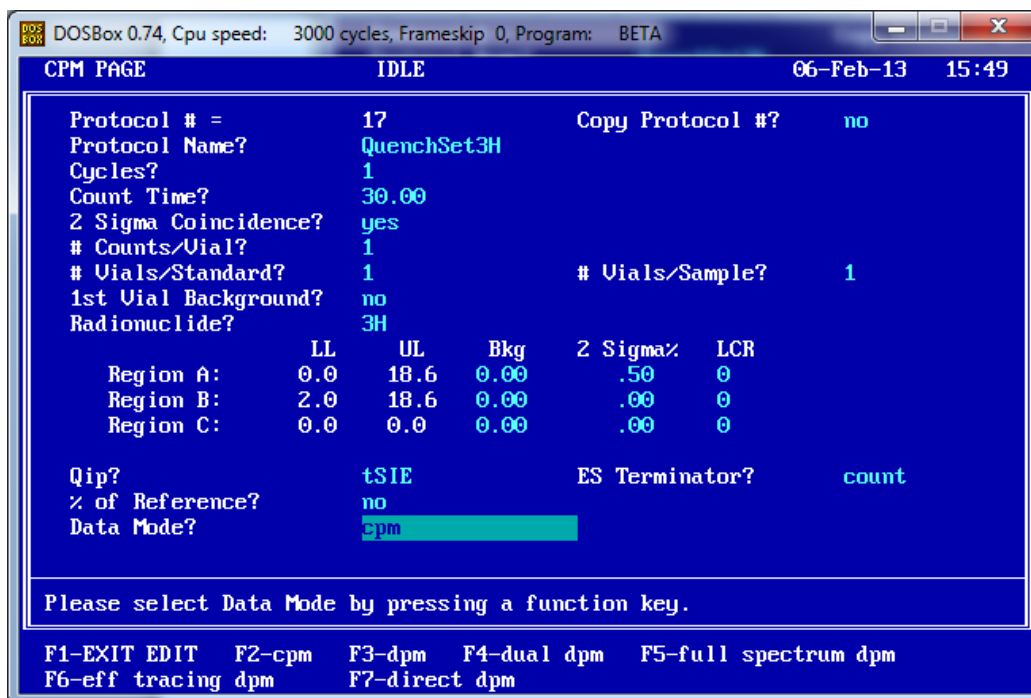 DOS BOX DOSBox 0.74, Cpu speed: 3000 cycles, Frameskip 0, Program: BETA
CPM PAGE IDLE 06-Feb-13 15:49
Protocol # = 17 Copy Protocol #? no
Protocol Name? QuenchSet3H
Cycles? 1
Count Time? 30.00
2 Sigma Coincidence? yes
# Counts/Vial? 1
# Vials/Standard? 1 # Vials/Sample? 1
1st Vial Background? no
Radionuclide? 3H
LL UL Bkg 2 Sigma% LCR
Region A: 0.0 18.6 0.00 .50 0
Region B: 2.0 18.6 0.00 .00 0
Region C: 0.0 0.0 0.00 .00 0
Qip? tSIE ES Terminator? count
% of Reference? no
Data Mode? cpm
Please select Data Mode by pressing a function key.
F1-EXIT EDIT F2-cpm F3-dpm F4-dual dpm F5-full spectrum dpm
F6-eff tracing dpm F7-direct dpm